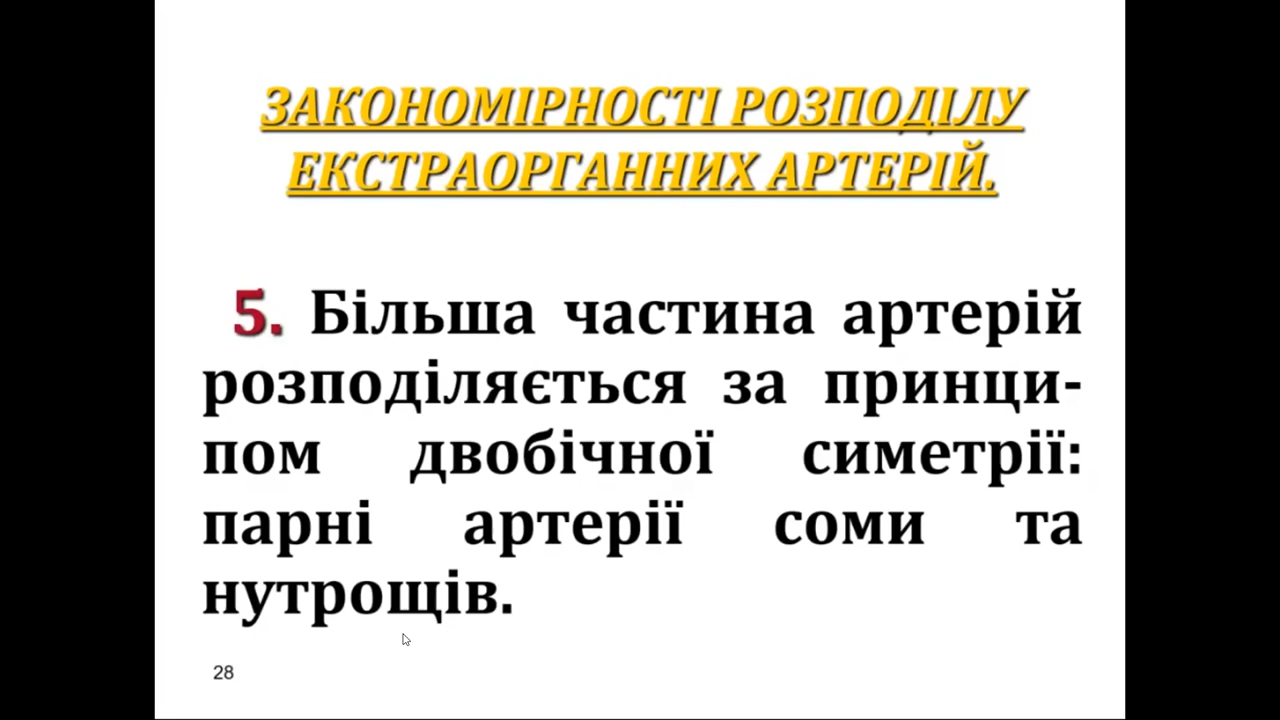 ЗАКОНОМІРНОСТІ РОЗПОДІЛУ
ЕКСТРАОРГАННИХ АРТЕРІЙ.
5. Більша частина артерій
розподіляється за принци-
пом двобічної симетрії:
парні артерії соми та
нутрощів.
28